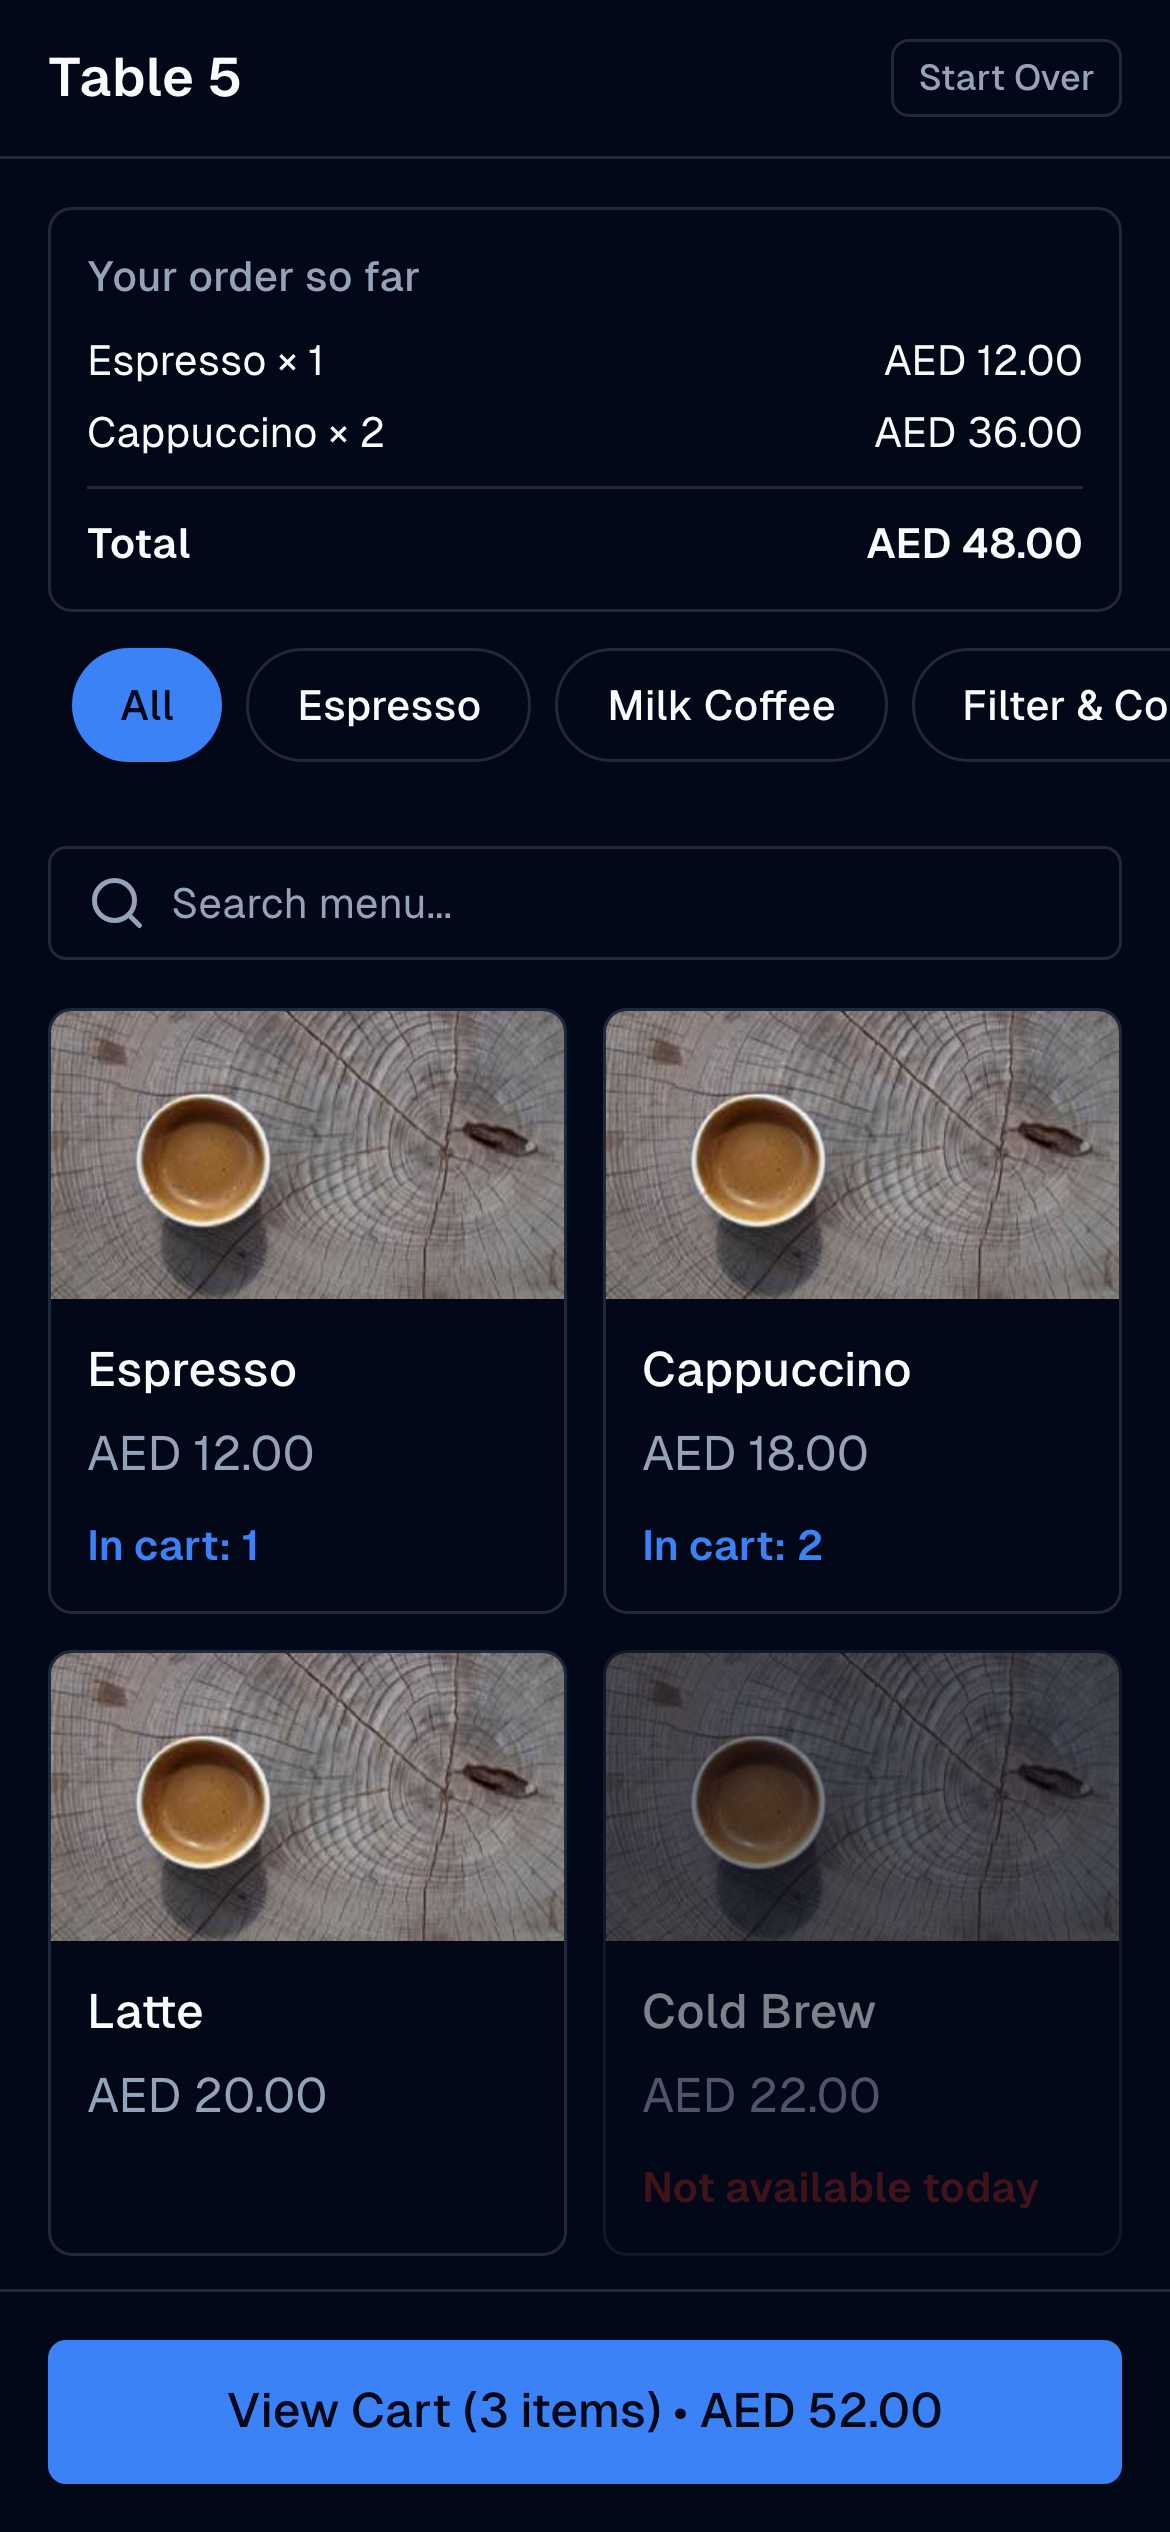 Table 5
Start Over
Your order so far
Espresso × 1 AED 12.00
Cappuccino × 2 AED 36.00
Total AED 48.00
All Espresso Milk Coffee Filter & Co
Search menu...
Espresso
AED 12.00
In cart: 1
Cappuccino
AED 18.00
In cart: 2
Latte
AED 20.00
Cold Brew
AED 22.00
Not available today
View Cart (3 items) • AED 52.00